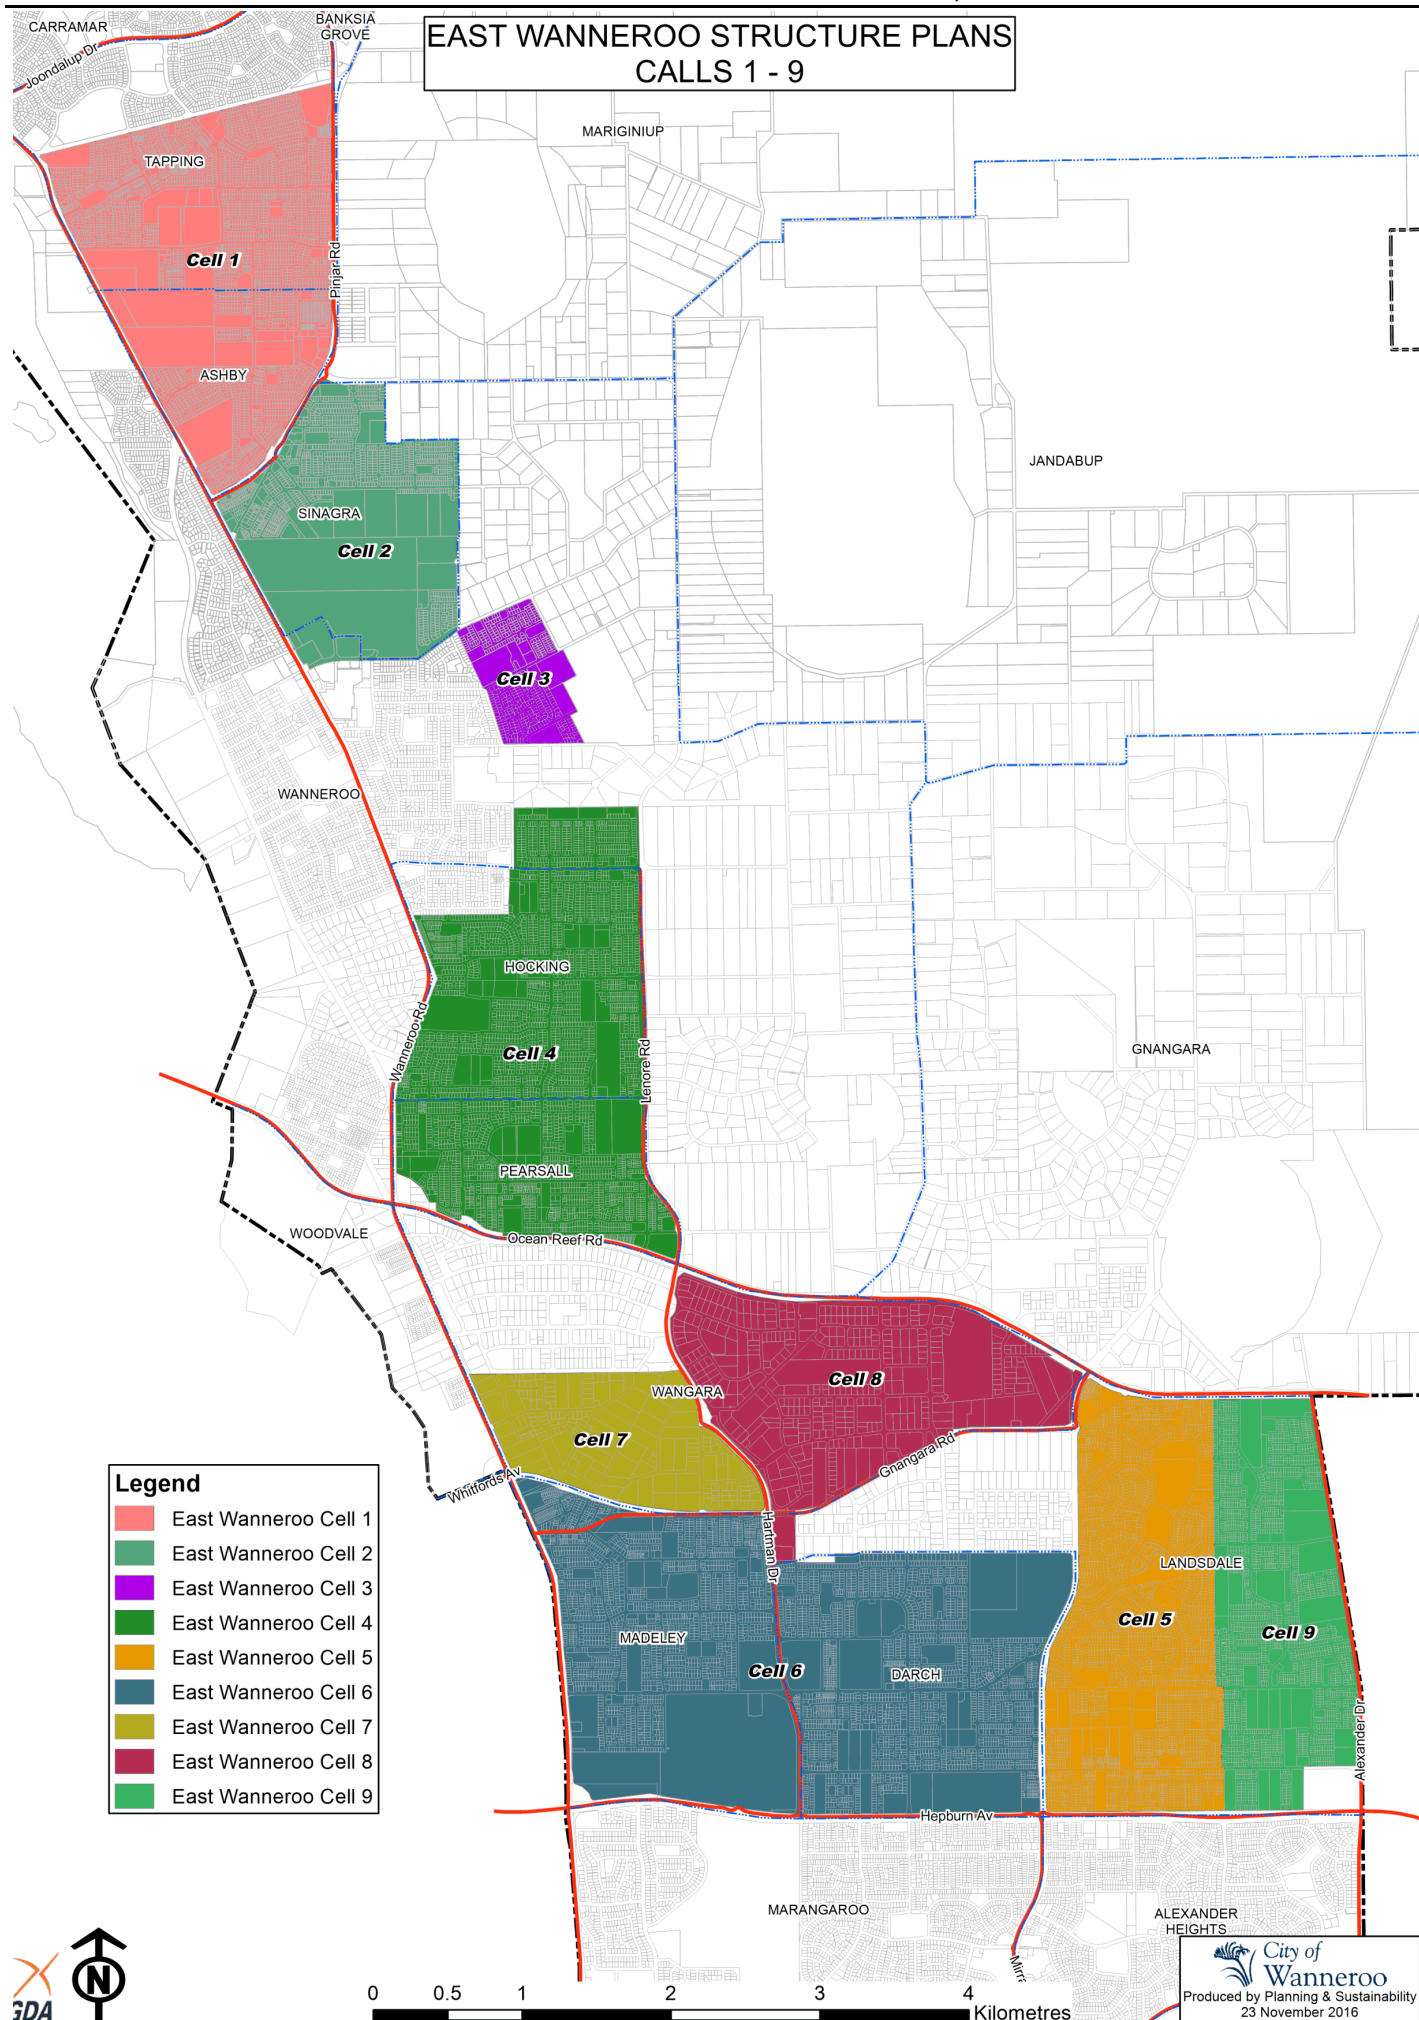 EAST WANNEROO STRUCTURE PLANS
CALLS 1 - 9
CARRAMAR
BANKSIA
GROVE
Joondalup Dr
MARIGINIUP
TAPPING
Cell 1
Pinjar Rd
ASHBY
JANDABUP
SINAGRA
Cell 2
Cell 3
WANNEROO
HOCKING
Wanneroo Rd
Cell 4
Lenore Rd
GNANGARA
PEARSALL
WOODVALE
Ocean Reef Rd
Cell 8
WANGARA
Cell 7
Gnangara Rd
Whitfords Av
Hartman Dr
LANDSDALE
Cell 5
Cell 9
MADELEY
Cell 6
DARCH
Alexander Dr
Hepburn Av
MARANGAROO
ALEXANDER
HEIGHTS
Mirra
Legend
East Wanneroo Cell 1
East Wanneroo Cell 2
East Wanneroo Cell 3
East Wanneroo Cell 4
East Wanneroo Cell 5
East Wanneroo Cell 6
East Wanneroo Cell 7
East Wanneroo Cell 8
East Wanneroo Cell 9
GDA
N
0 0.5 1 2 3 4
Kilometres
City of
Wanneroo
Produced by Planning & Sustainability
23 November 2016